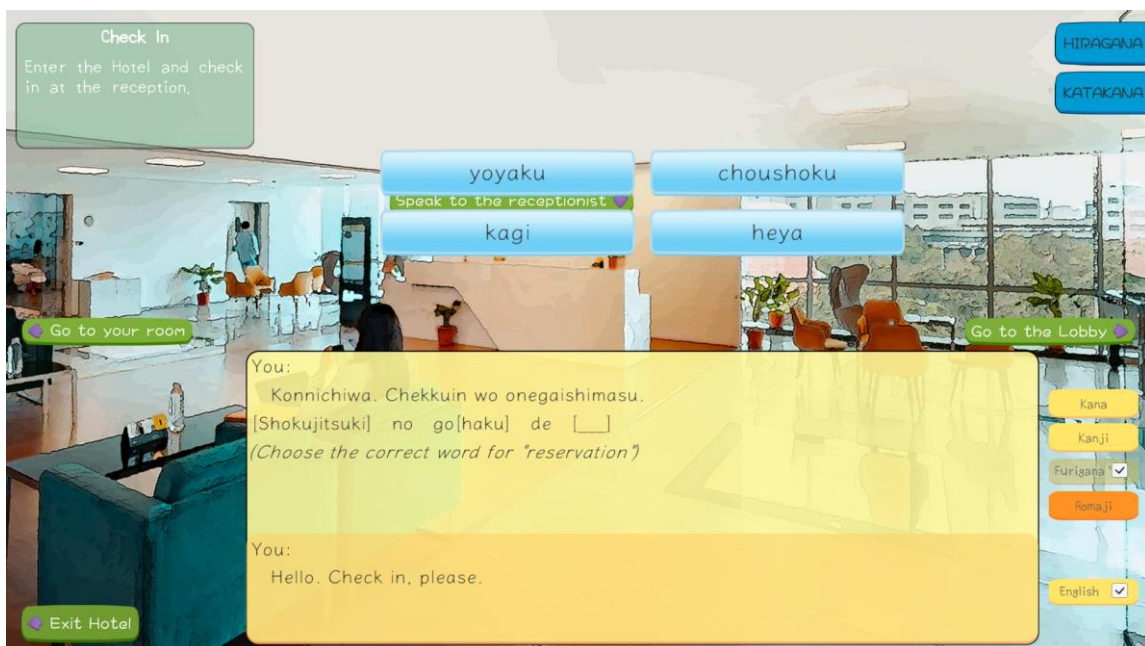 Check In
Enter the Hotel and check
in at the reception.
HIRAGANA
KATAKANA
yoyaku
choushoku
Speak to the receptionist
kagi
heya
Go to your room
Go to the Lobby
You:
Konnichiwa. Chekkuin wo onegaishimasu.
[Shokujitsuki] no go[haku] de [___]
(Choose the correct word for "reservation")
You:
Hello. Check in, please.
Kana
Kanji
Furigana
Romaji
English
Exit Hotel